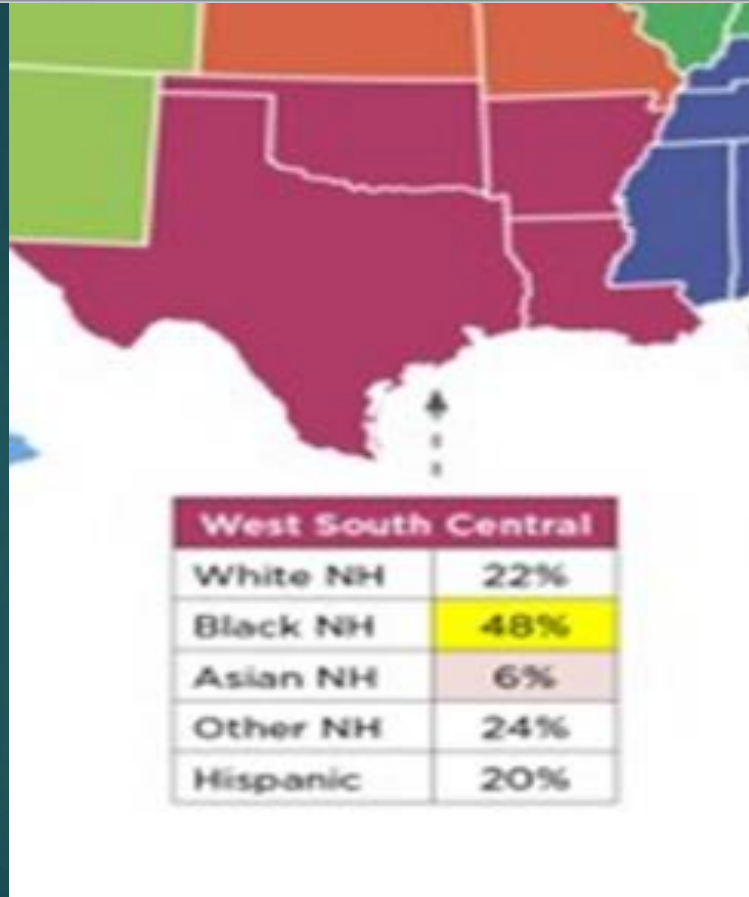 West South Central
White NH 22%
Black NH 48%
Asian NH 6%
Other NH 24%
Hispanic 20%